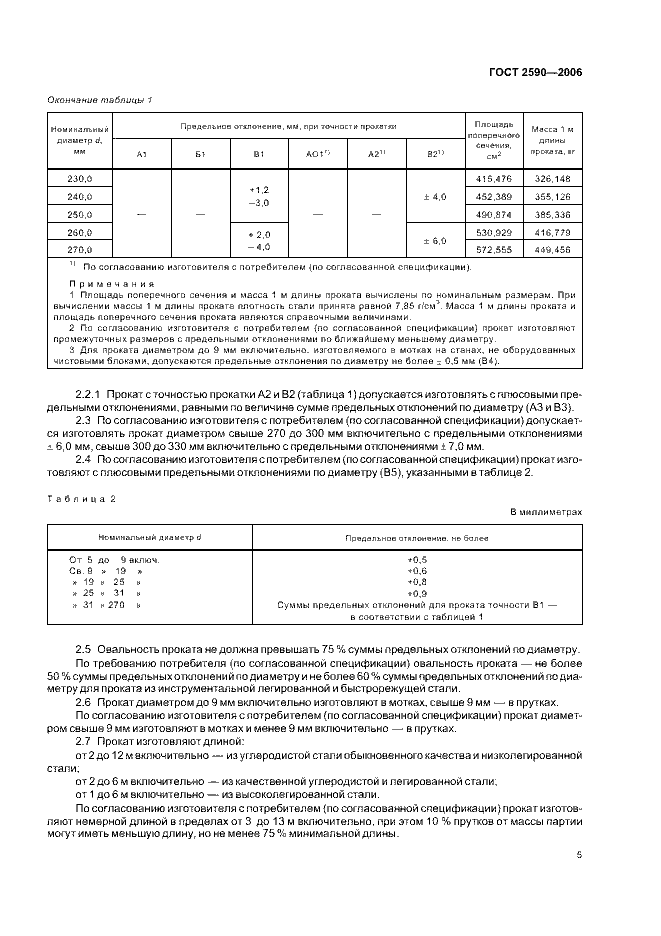 ГОСТ 2590—2006
Окончание таблицы 1
Номинальный диаметр d, мм
Предельное отклонение, мм, при точности прокатки
Площадь поперечного сечения, см²
Масса 1 м длины проката, кг
А1 Б1 В1 АО1¹⁾ А2¹⁾ В2¹⁾
230,0 — — +1,2 −3,0 — — ± 4,0 415,476 326,148
240,0 452,389 355,126
250,0 490,874 385,336
260,0 + 2,0 − 4,0 ± 6,0 530,929 416,779
270,0 572,555 449,456
¹⁾ По согласованию изготовителя с потребителем (по согласованной спецификации).
Примечания
1 Площадь поперечного сечения и масса 1 м длины проката вычислены по номинальным размерам. При
вычислении массы 1 м длины проката плотность стали принята равной 7,85 г/см³. Масса 1 м длины проката и
площадь поперечного сечения проката являются справочными величинами.
2 По согласованию изготовителя с потребителем (по согласованной спецификации) прокат изготовляют
промежуточных размеров с предельными отклонениями по ближайшему меньшему диаметру.
3 Для проката диаметром до 9 мм включительно, изготовляемого в мотках на станах, не оборудованных
чистовыми блоками, допускаются предельные отклонения по диаметру не более ± 0,5 мм (В4).
2.2.1 Прокат с точностью прокатки А2 и В2 (таблица 1) допускается изготовлять с плюсовыми пре-
дельными отклонениями, равными по величине сумме предельных отклонений по диаметру (А3 и В3).
2.3 По согласованию изготовителя с потребителем (по согласованной спецификации) допускает-
ся изготовлять прокат диаметром свыше 270 до 300 мм включительно с предельными отклонениями
± 6,0 мм, свыше 300 до 330 мм включительно с предельными отклонениями ± 7,0 мм.
2.4 По согласованию изготовителя с потребителем (по согласованной спецификации) прокат изго-
товляют с плюсовыми предельными отклонениями по диаметру (В5), указанными в таблице 2.
Таблица 2
В миллиметрах
Номинальный диаметр d Предельное отклонение, не более
От 5 до 9 включ. +0,5
Св. 9 » 19 » +0,6
» 19 » 25 » +0,8
» 25 » 31 » +0,9
» 31 » 270 » Суммы предельных отклонений для проката точности В1 —
в соответствии с таблицей 1
2.5 Овальность проката не должна превышать 75 % суммы предельных отклонений по диаметру.
По требованию потребителя (по согласованной спецификации) овальность проката — не более
50 % суммы предельных отклонений по диаметру и не более 60 % суммы предельных отклонений по диа-
метру для проката из инструментальной легированной и быстрорежущей стали.
2.6 Прокат диаметром до 9 мм включительно изготовляют в мотках, свыше 9 мм — в прутках.
По согласованию изготовителя с потребителем (по согласованной спецификации) прокат диамет-
ром свыше 9 мм изготовляют в мотках и менее 9 мм включительно — в прутках.
2.7 Прокат изготовляют длиной:
от 2 до 12 м включительно — из углеродистой стали обыкновенного качества и низколегированной
стали;
от 2 до 6 м включительно — из качественной углеродистой и легированной стали;
от 1 до 6 м включительно — из высоколегированной стали.
По согласованию изготовителя с потребителем (по согласованной спецификации) прокат изготов-
ляют немерной длиной в пределах от 3 до 13 м включительно, при этом 10 % прутков от массы партии
могут иметь меньшую длину, но не менее 75 % минимальной длины.
5